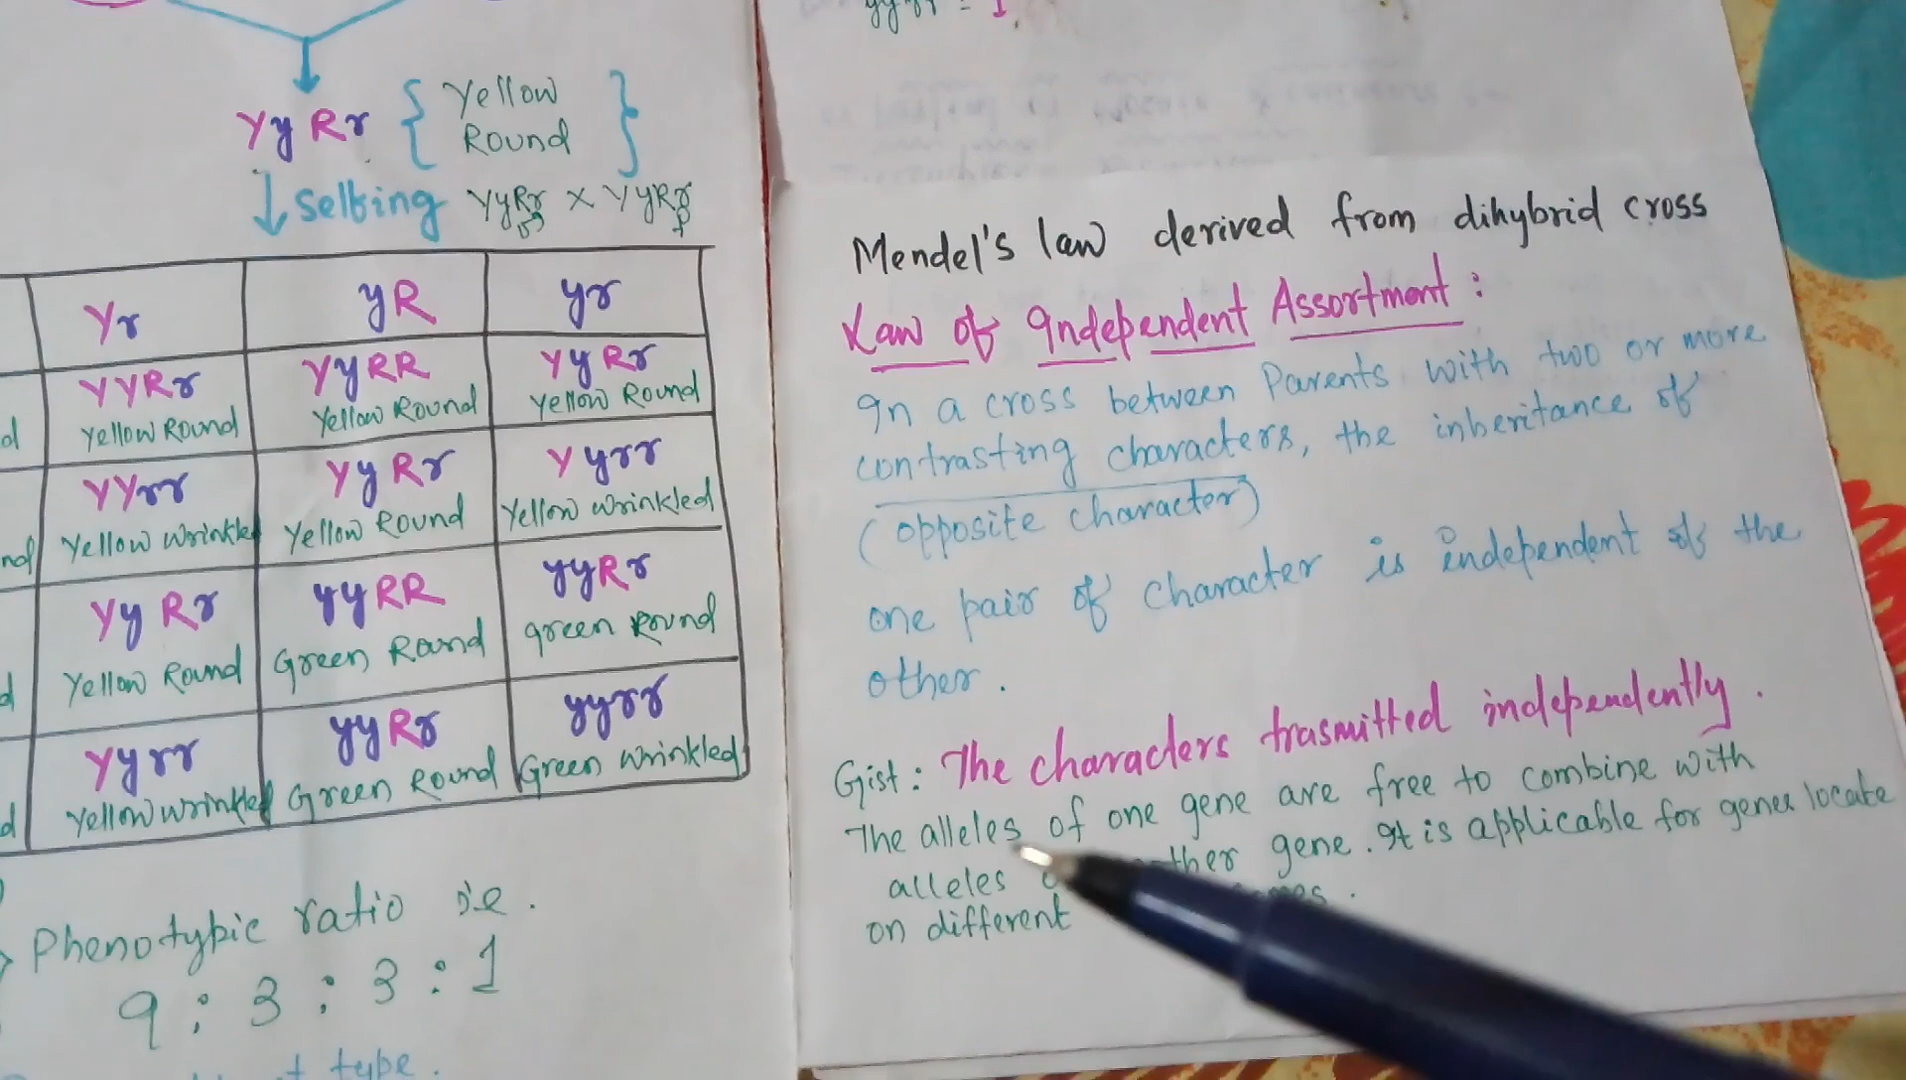 YyRr { Yellow
Round }
Selfing YyRr × YyRr
Yr yR yr
YYRr YyRR YyRr
Yellow Round Yellow Round Yellow Round
YYrr YyRr Yyrr
Yellow Wrinkled Yellow Round Yellow Wrinkled
YyRr yyRR yyRr
Yellow Round Green Round green Round
Yyrr yyRr yyrr
Yellow wrinkled Green Round Green Wrinkled
Phenotypic ratio i.e.
9 : 3 : 3 : 1
type.
yyrr = 1
Mendel's law derived from dihybrid cross
Law of Independent Assortment :
In a cross between Parents with two or more
contrasting characters, the inheritance of
(opposite character)
one pair of character is independent of the
other.
Gist : The characters trasmitted independently.
The alleles of one gene are free to combine with
alleles gene. It is applicable for genes locate
on different